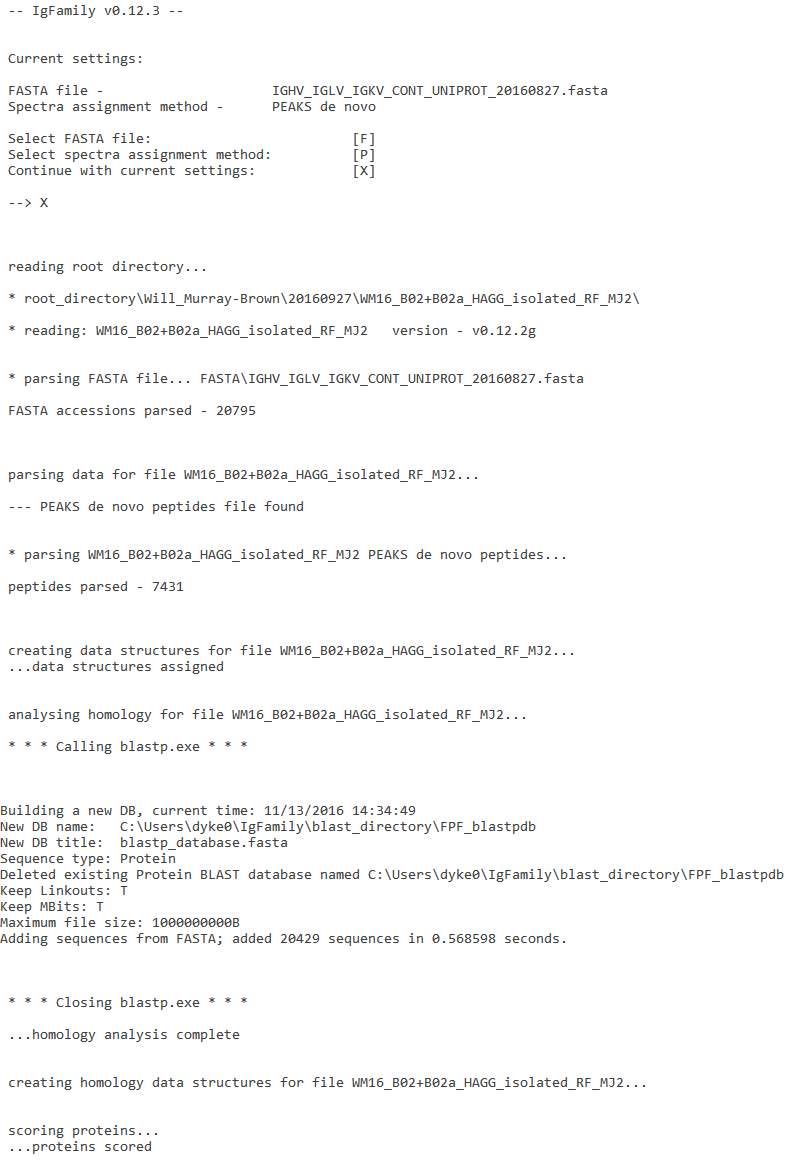 -- IgFamily v0.12.3 --
Current settings:
FASTA file - IGHV_IGLV_IGKV_CONT_UNIPROT_20160827.fasta
Spectra assignment method - PEAKS de novo
Select FASTA file: [F]
Select spectra assignment method: [P]
Continue with current settings: [X]
--> X
reading root directory...
* root_directory\Will_Murray-Brown\20160927\WM16_B02+B02a_HAGG_isolated_RF_MJ2\
* reading: WM16_B02+B02a_HAGG_isolated_RF_MJ2 version - v0.12.2g
* parsing FASTA file... FASTA\IGHV_IGLV_IGKV_CONT_UNIPROT_20160827.fasta
FASTA accessions parsed - 20795
parsing data for file WM16_B02+B02a_HAGG_isolated_RF_MJ2...
--- PEAKS de novo peptides file found
* parsing WM16_B02+B02a_HAGG_isolated_RF_MJ2 PEAKS de novo peptides...
peptides parsed - 7431
creating data structures for file WM16_B02+B02a_HAGG_isolated_RF_MJ2...
...data structures assigned
analysing homology for file WM16_B02+B02a_HAGG_isolated_RF_MJ2...
* * * Calling blastp.exe * * *
Building a new DB, current time: 11/13/2016 14:34:49
New DB name: C:\Users\dyke0\IgFamily\blast_directory\FPF_blastpdb
New DB title: blastp_database.fasta
Sequence type: Protein
Deleted existing Protein BLAST database named C:\Users\dyke0\IgFamily\blast_directory\FPF_blastpdb
Keep Linkouts: T
Keep MBits: T
Maximum file size: 1000000000B
Adding sequences from FASTA; added 20429 sequences in 0.568598 seconds.
* * * Closing blastp.exe * * *
...homology analysis complete
creating homology data structures for file WM16_B02+B02a_HAGG_isolated_RF_MJ2...
scoring proteins...
...proteins scored